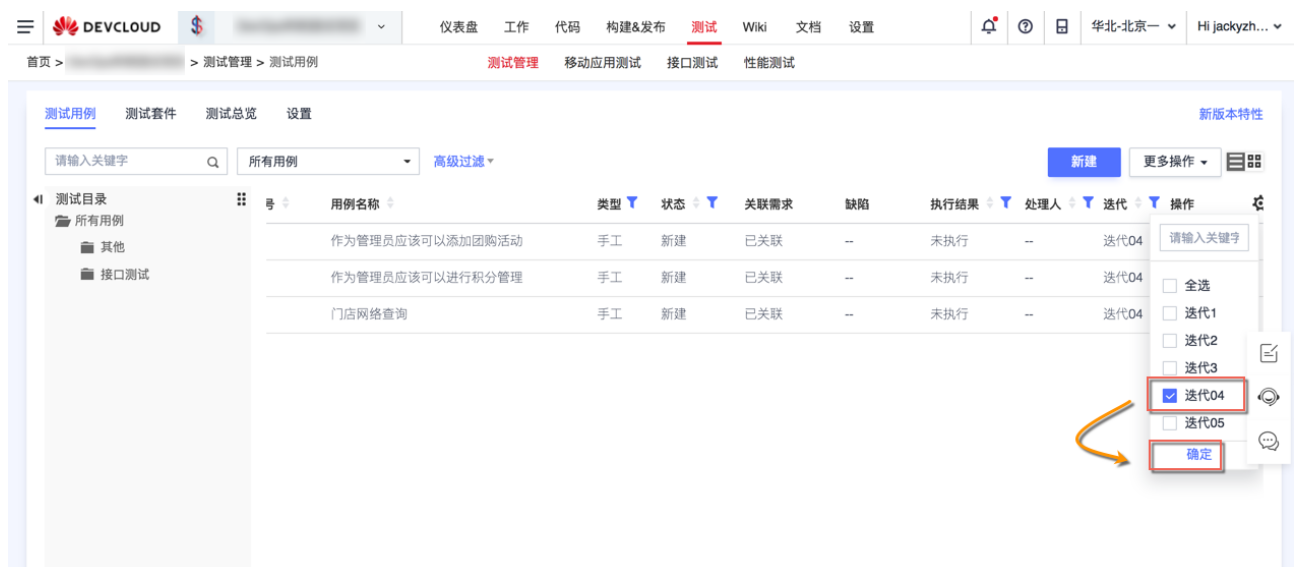 DEVCLOUD 仪表盘 工作 代码 构建&发布 测试 Wiki 文档 设置 华北-北京一 Hi jackyzh...
首页 > > 测试管理 > 测试用例 测试管理 移动应用测试 接口测试 性能测试
测试用例 测试套件 测试总览 设置 新版本特性
请输入关键字 所有用例 高级过滤 新建 更多操作
测试目录 号 用例名称 类型 状态 关联需求 缺陷 执行结果 处理人 迭代 操作
所有用例
作为管理员应该可以添加团购活动 手工 新建 已关联 -- 未执行 -- 迭代04 请输入关键字
其他
接口测试 作为管理员应该可以进行积分管理 手工 新建 已关联 -- 未执行 -- 迭代04
全选
门店网络查询 手工 新建 已关联 -- 未执行 -- 迭代04 迭代1
迭代2
迭代3
迭代04
迭代05
确定